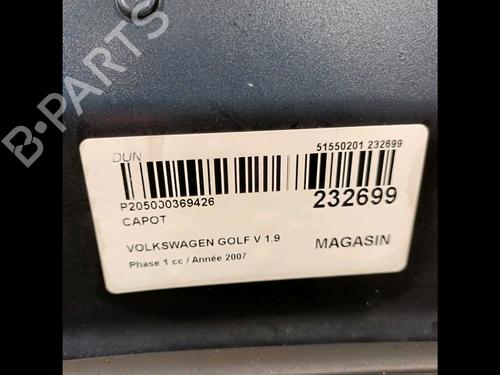 B-PARTS
DUN
51550201 232699
P205000369426
232699
CAPOT
VOLKSWAGEN GOLF V 1.9
MAGASIN
Phase 1 cc / Année 2007